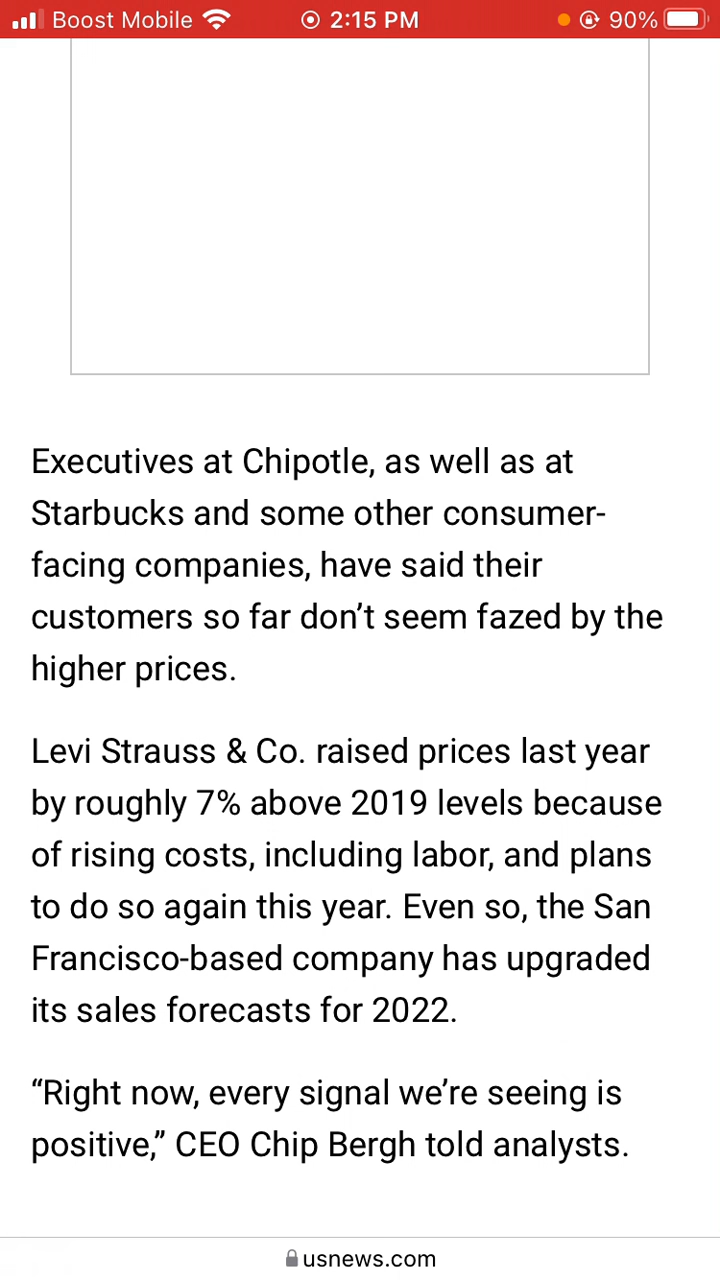 Boost Mobile 2:15 PM 90%
Executives at Chipotle, as well as at
Starbucks and some other consumer-
facing companies, have said their
customers so far don’t seem fazed by the
higher prices.
Levi Strauss & Co. raised prices last year
by roughly 7% above 2019 levels because
of rising costs, including labor, and plans
to do so again this year. Even so, the San
Francisco-based company has upgraded
its sales forecasts for 2022.
“Right now, every signal we’re seeing is
positive,” CEO Chip Bergh told analysts.
usnews.com